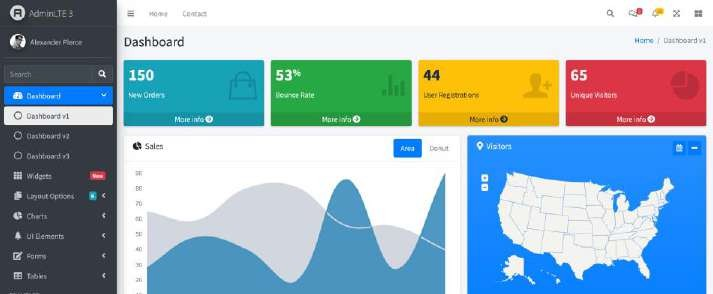 AdminLTE 3
Home
Contact
Alexander Pierce
Search
Dashboard
Dashboard v1
Dashboard v2
Dashboard v3
Widgets
New
Layout Options
6
Charts
UI Elements
Forms
Tables
Dashboard
Home / Dashboard v1
150
New Orders
More info
53%
Bounce Rate
More info
44
User Registrations
More info
65
Unique Visitors
More info
Sales
Area
Donut
80
70
60
50
40
30
20
Visitors
+
−